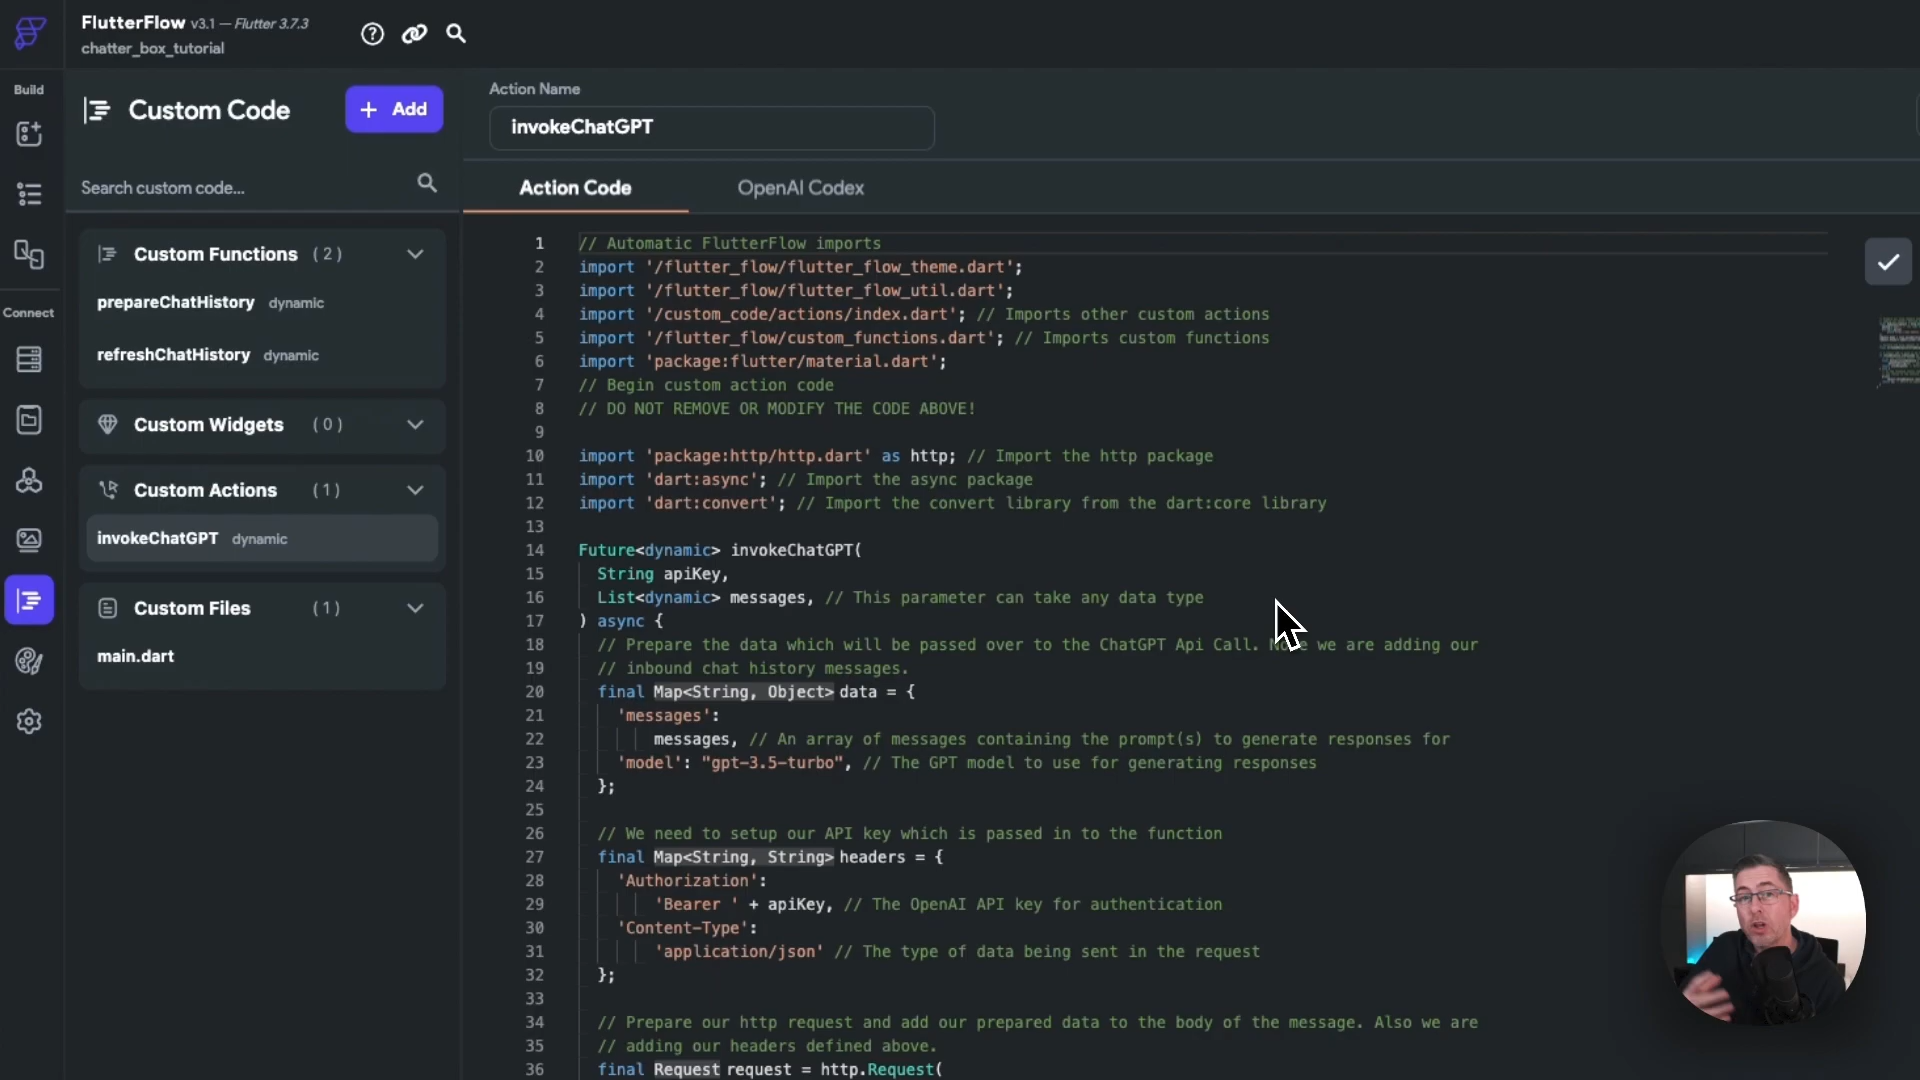 FlutterFlow v3.1 — Flutter 3.7.3
chatter_box_tutorial
Build
Connect
Custom Code
+ Add
Search custom code...
Custom Functions (2)
prepareChatHistory dynamic
refreshChatHistory dynamic
Custom Widgets (0)
Custom Actions (1)
invokeChatGPT dynamic
Custom Files (1)
main.dart
Action Name
invokeChatGPT
Action Code OpenAI Codex
1 // Automatic FlutterFlow imports
2 import '/flutter_flow/flutter_flow_theme.dart';
3 import '/flutter_flow/flutter_flow_util.dart';
4 import '/custom_code/actions/index.dart'; // Imports other custom actions
5 import '/flutter_flow/custom_functions.dart'; // Imports custom functions
6 import 'package:flutter/material.dart';
7 // Begin custom action code
8 // DO NOT REMOVE OR MODIFY THE CODE ABOVE!
9
10 import 'package:http/http.dart' as http; // Import the http package
11 import 'dart:async'; // Import the async package
12 import 'dart:convert'; // Import the convert library from the dart:core library
13
14 Future<dynamic> invokeChatGPT(
15 String apiKey,
16 List<dynamic> messages, // This parameter can take any data type
17 ) async {
18 // Prepare the data which will be passed over to the ChatGPT Api Call. we are adding our
19 // inbound chat history messages.
20 final Map<String, Object> data = {
21 'messages':
22 messages, // An array of messages containing the prompt(s) to generate responses for
23 'model': "gpt-3.5-turbo", // The GPT model to use for generating responses
24 };
25
26 // We need to setup our API key which is passed in to the function
27 final Map<String, String> headers = {
28 'Authorization':
29 'Bearer ' + apiKey, // The OpenAI API key for authentication
30 'Content-Type':
31 'application/json' // The type of data being sent in the request
32 };
33
34 // Prepare our http request and add our prepared data to the body of the message. Also we are
35 // adding our headers defined above.
36 final Request request = http.Request(